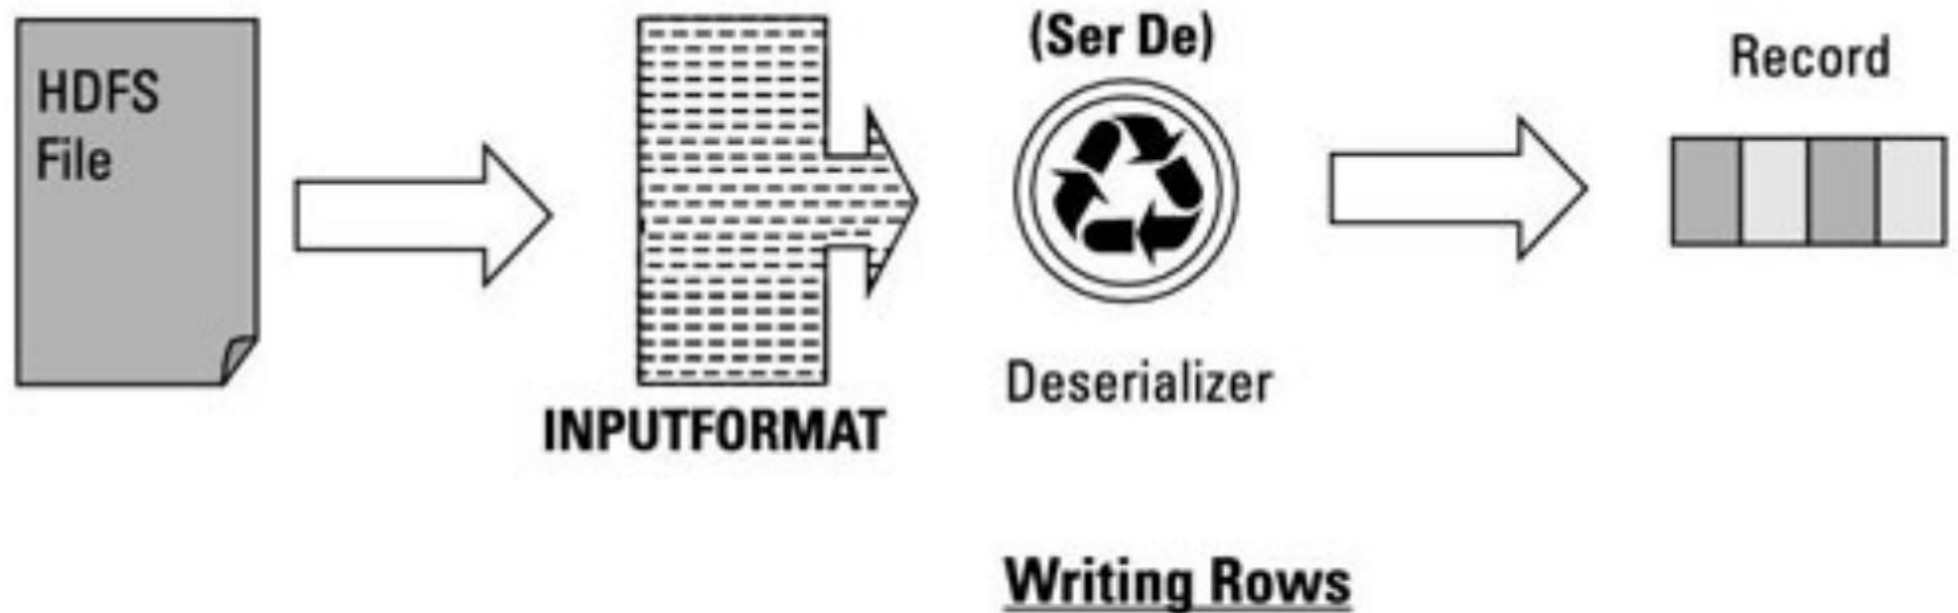 HDFS
File
INPUTFORMAT
(Ser De)
Deserializer
Record
Writing Rows